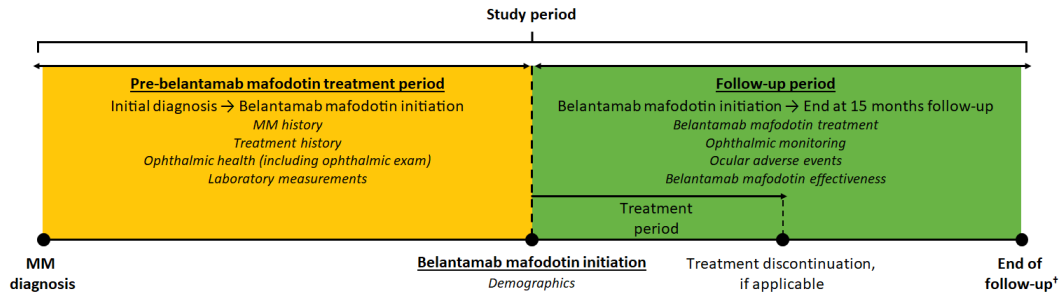 Study period
Pre-belantamab mafodotin treatment period
Initial diagnosis → Belantamab mafodotin initiation
MM history
Treatment history
Ophthalmic health (including ophthalmic exam)
Laboratory measurements
Follow-up period
Belantamab mafodotin initiation → End at 15 months follow-up
Belantamab mafodotin treatment
Ophthalmic monitoring
Ocular adverse events
Belantamab mafodotin effectiveness
Treatment
period
MM
diagnosis
Belantamab mafodotin initiation
Demographics
Treatment discontinuation,
if applicable
End of
follow-up†